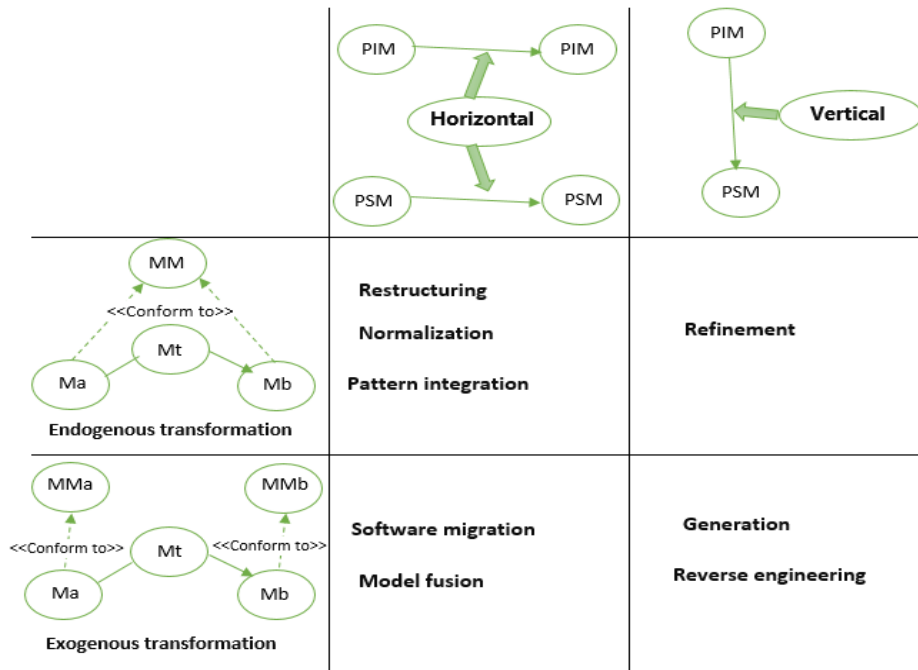 PIM
PIM
Horizontal
PSM
PSM
PIM
Vertical
PSM
MM
<<Conform to>>
Mt
Ma
Mb
Endogenous transformation
Restructuring
Normalization
Pattern integration
Refinement
MMa
MMb
<<Conform to>>
<<Conform to>>
Mt
Ma
Mb
Exogenous transformation
Software migration
Model fusion
Generation
Reverse engineering